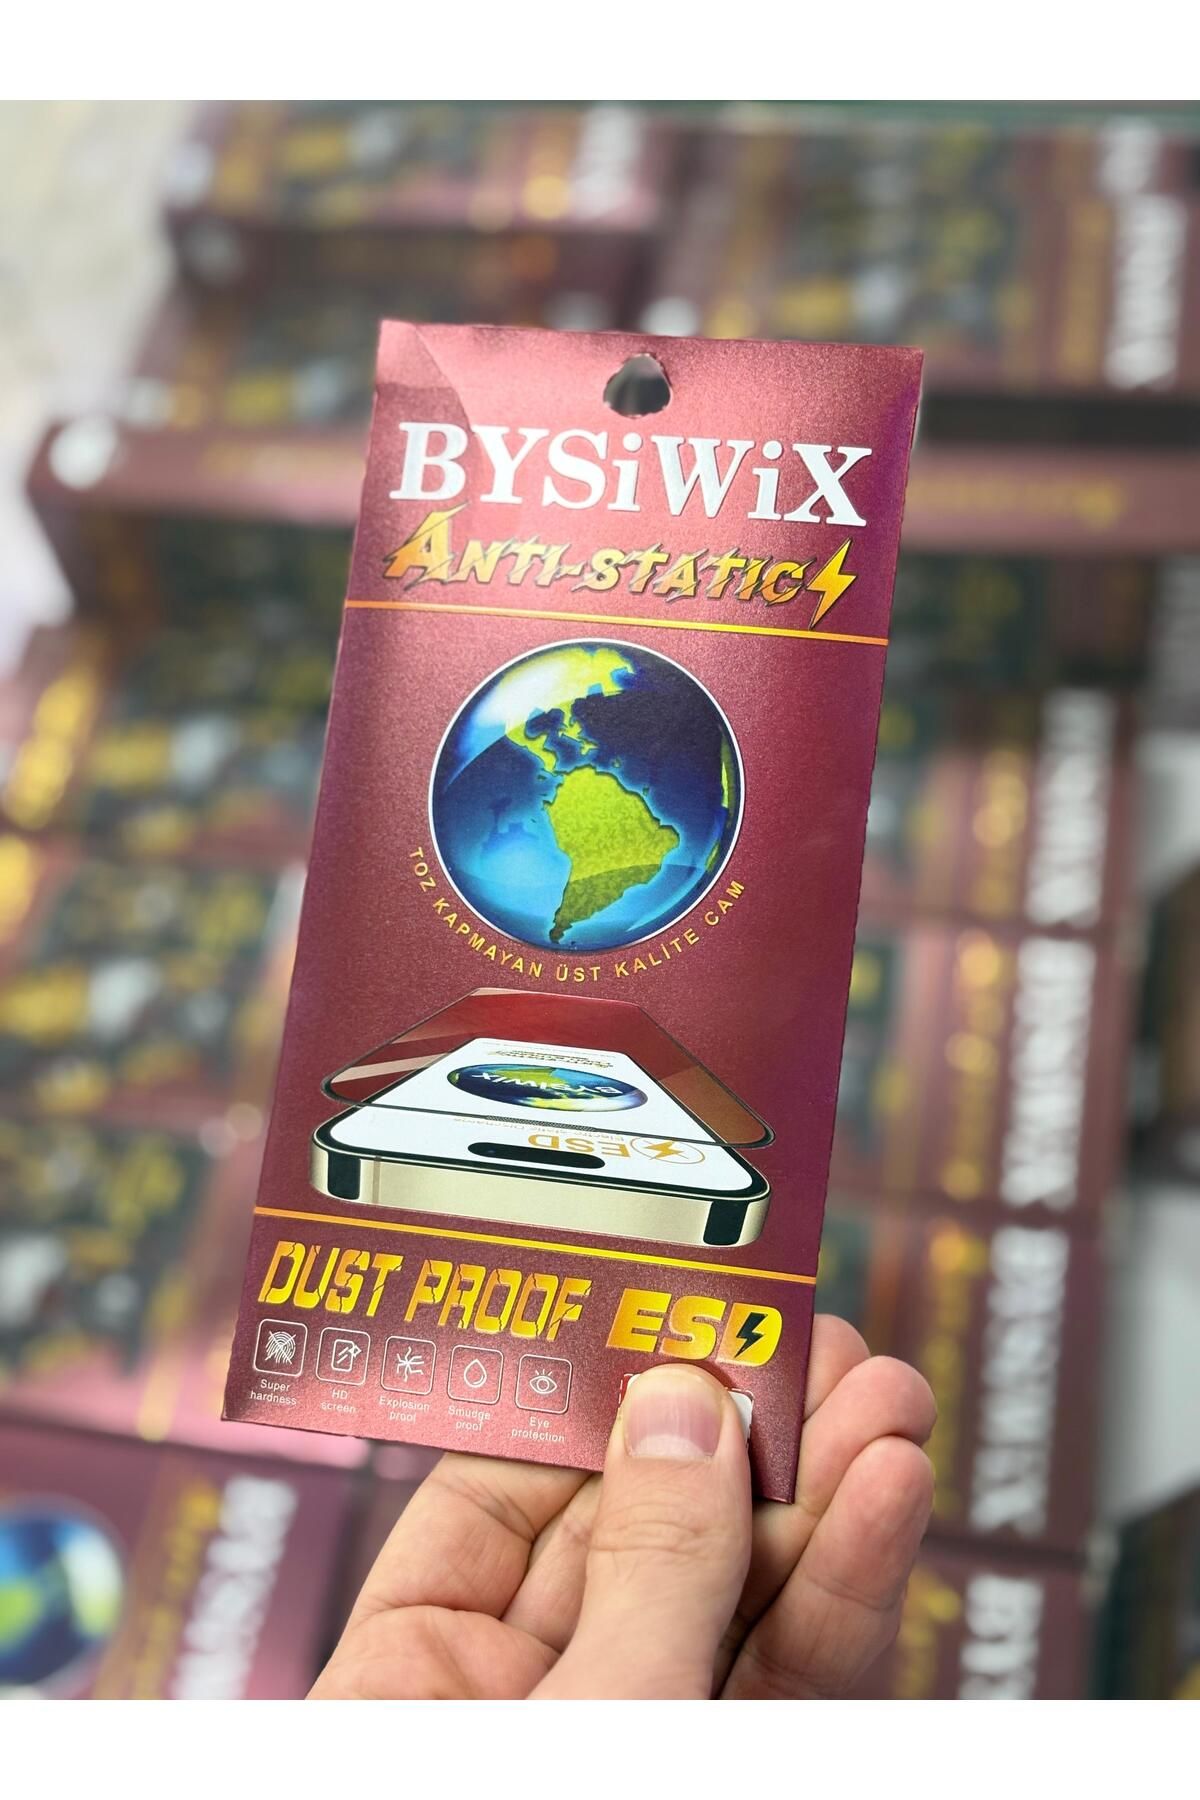 BYSiWiX
ANTI-STATIC
TOZ KAPMAYAN ÜST KALİTE CAM
BYSIWIX
ESD
DUST PROOF ESD
Super hardness
HD screen
Explosion proof
Smudge proof
Eye protection